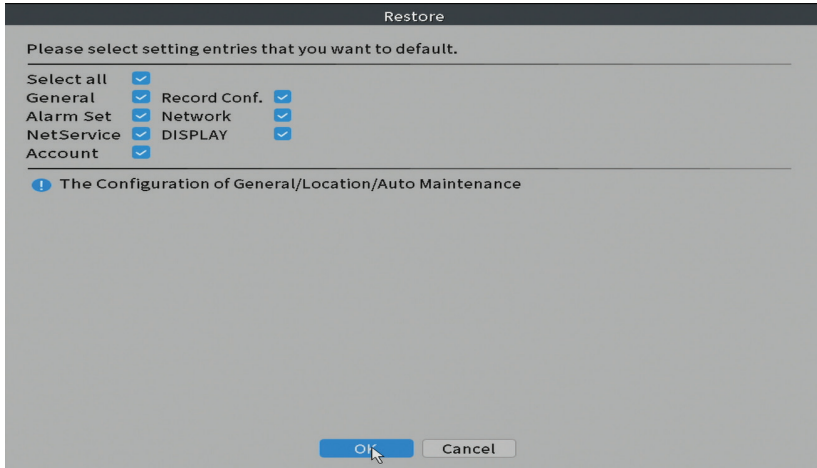 Restore
Please select setting entries that you want to default.
Select all
General Record Conf.
Alarm Set Network
NetService DISPLAY
Account
The Configuration of General/Location/Auto Maintenance
OK Cancel